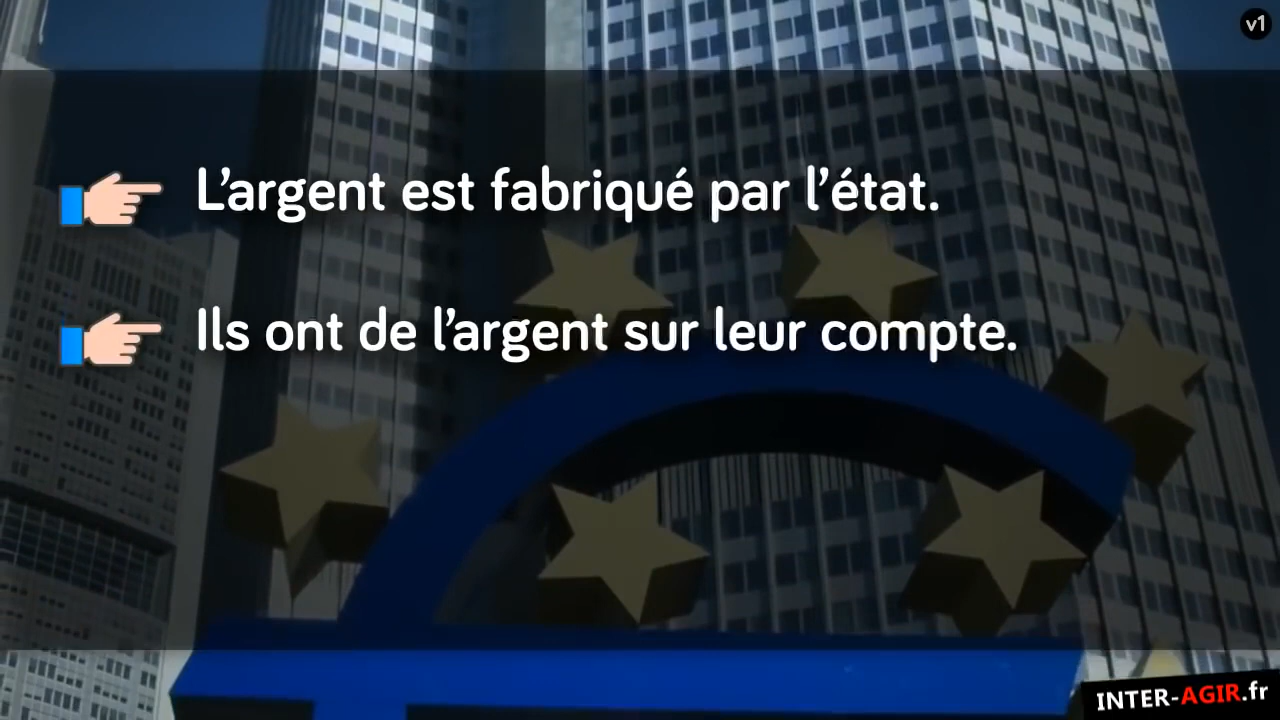 v1
L’argent est fabriqué par l’état.
Ils ont de l’argent sur leur compte.
INTER-AGIR.fr